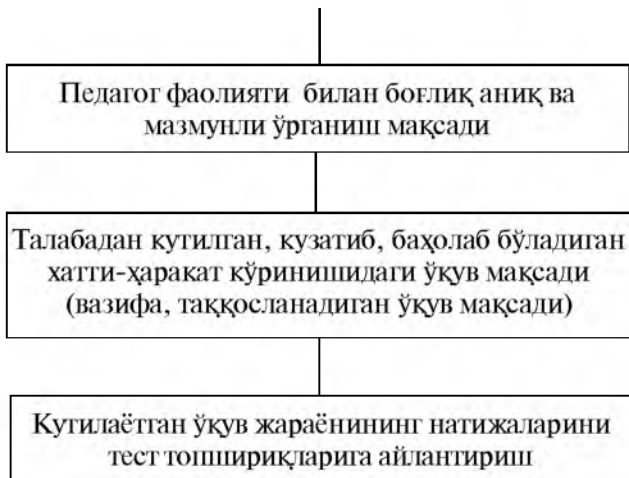 Педагог фаолияти билан боғлиқ аниқ ва
мазмунли ўрганиш мақсади
Талабадан кутилган, кузатиб, баҳолаб бўладиган
хатти-ҳаракат кўринишидаги ўқув мақсади
(вазифа, таққосланадиган ўқув мақсади)
Кутилаётган ўқув жараёнининг натижаларини
тест топшириқларига айлантириш